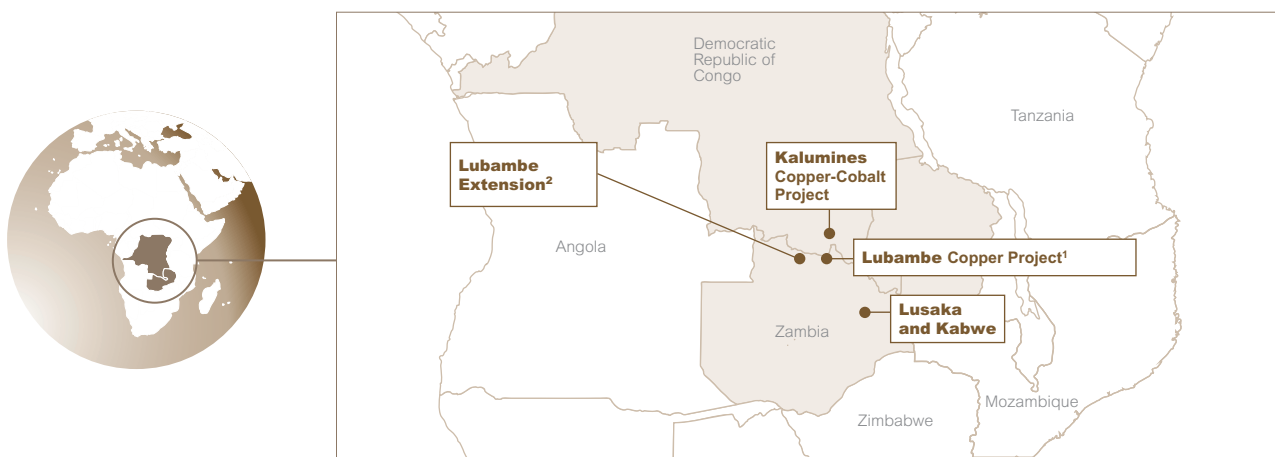 Democratic
Republic of
Congo
Tanzania
Lubambe
Extension²
Kalumines
Copper-Cobalt
Project
Angola
Lubambe Copper Project¹
Lusaka
and Kabwe
Zambia
Mozambique
Zimbabwe